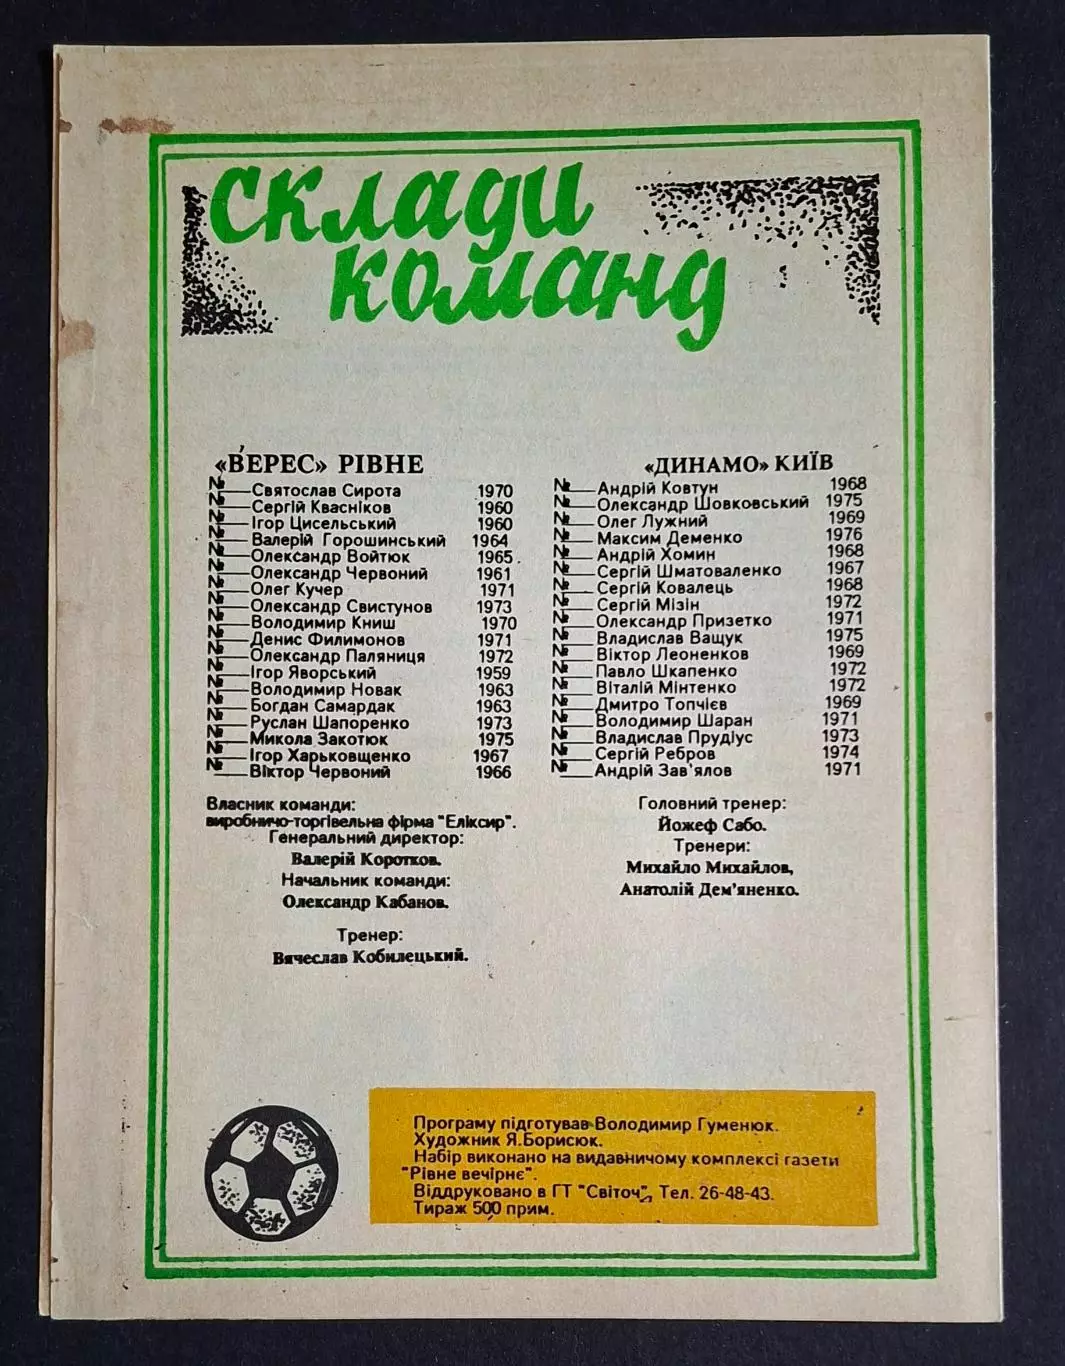 склади
команд
«ВЕРЕС» РІВНЕ
№ Святослав Сирота 1970
№ Сергій Квасніков 1960
№ Ігор Цисельський 1960
№ Валерій Горошинський 1964
№ Олександр Войтюк 1965
№ Олександр Червоний 1961
№ Олег Кучер 1971
№ Олександр Свистунов 1973
№ Володимир Книш 1970
№ Денис Филимонов 1971
№ Олександр Паляниця 1972
№ Ігор Яворський 1959
№ Володимир Новак 1963
№ Богдан Самардак 1963
№ Руслан Шапоренко 1973
№ Микола Закотюк 1975
№ Ігор Харьковщенко 1967
№ Віктор Червоний 1966
Власник команди:
виробничо-торгівельна фірма "Еліксир".
Генеральний директор:
Валерій Коротков.
Начальник команди:
Олександр Кабанов.
Тренер:
Вячеслав Кобилецький.
«ДИНАМО» КИЇВ
№ Андрій Ковтун 1968
№ Олександр Шовковський 1975
№ Олег Лужний 1969
№ Максим Деменко 1976
№ Андрій Хомин 1968
№ Сергій Шматоваленко 1967
№ Сергій Ковалець 1968
№ Сергій Мізін 1972
№ Олександр Призетко 1971
№ Владислав Ващук 1975
№ Віктор Леоненков 1969
№ Павло Шкапенко 1972
№ Віталій Мінтенко 1972
№ Дмитро Топчієв 1969
№ Володимир Шаран 1971
№ Владислав Прудіус 1973
№ Сергій Ребров 1974
№ Андрій Зав'ялов 1971
Головний тренер:
Йожеф Сабо.
Тренери:
Михайло Михайлов,
Анатолій Дем'яненко.
Програму підготував Володимир Гуменюк.
Художник Я.Борисюк.
Набір виконано на видавничому комплексі газети
"Рівне вечірнє".
Віддруковано в ГТ "Світоч", Тел. 26-48-43.
Тираж 500 прим.